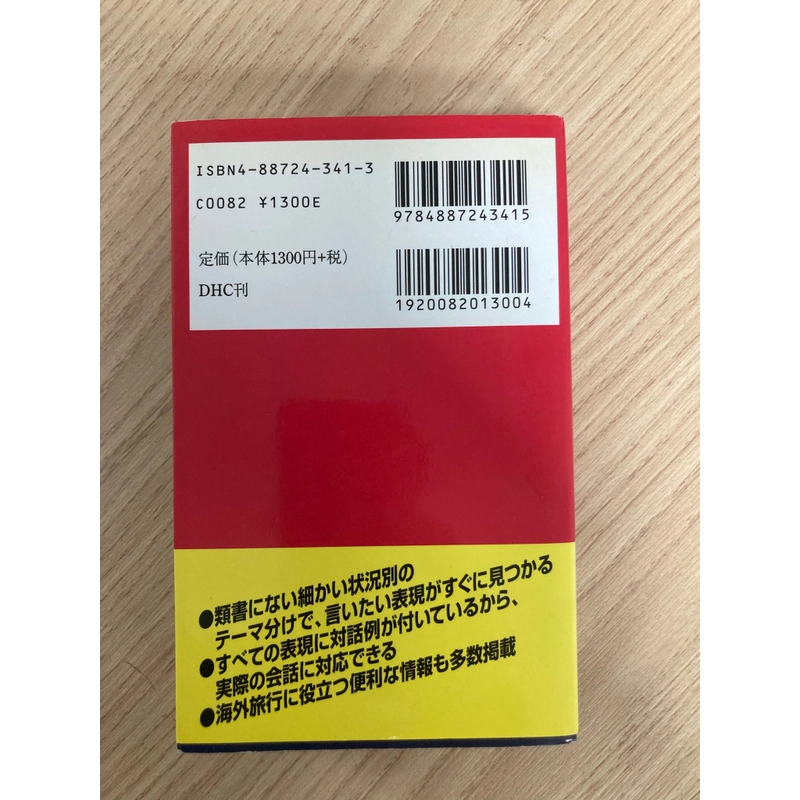 ISBN4-88724-341-3
C0082 ¥1300E
定価(本体1300円+税)
DHC刊
9784887243415
1920082013004
●類書にない細かい状況別の
テーマ分けで、言いたい表現がすぐに見つかる
●すべての表現に対話例が付いているから、
実際の会話に対応できる
●海外旅行に役立つ便利な情報も多数掲載